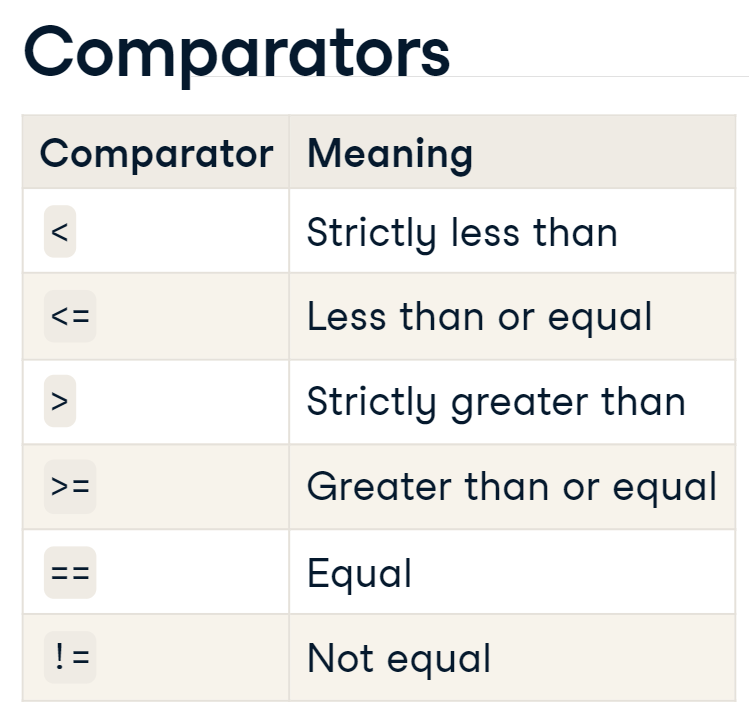 Comparators
Comparator Meaning
< Strictly less than
<= Less than or equal
> Strictly greater than
>= Greater than or equal
== Equal
!= Not equal